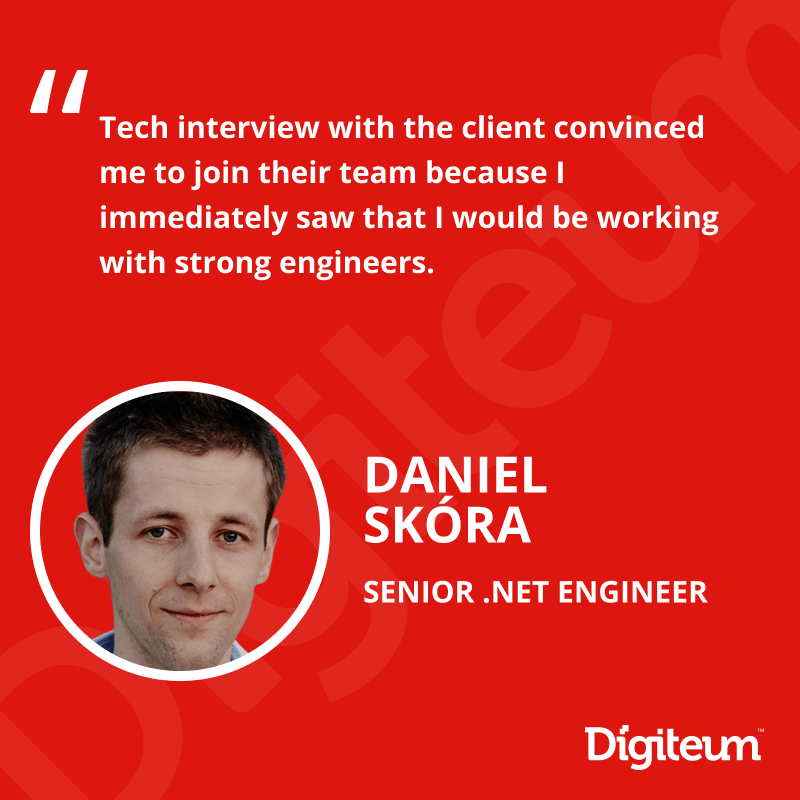 “
Tech interview with the client convinced
me to join their team because I
immediately saw that I would be working
with strong engineers.
DANIEL
SKÓRA
SENIOR .NET ENGINEER
Digiteum™
Digiteum